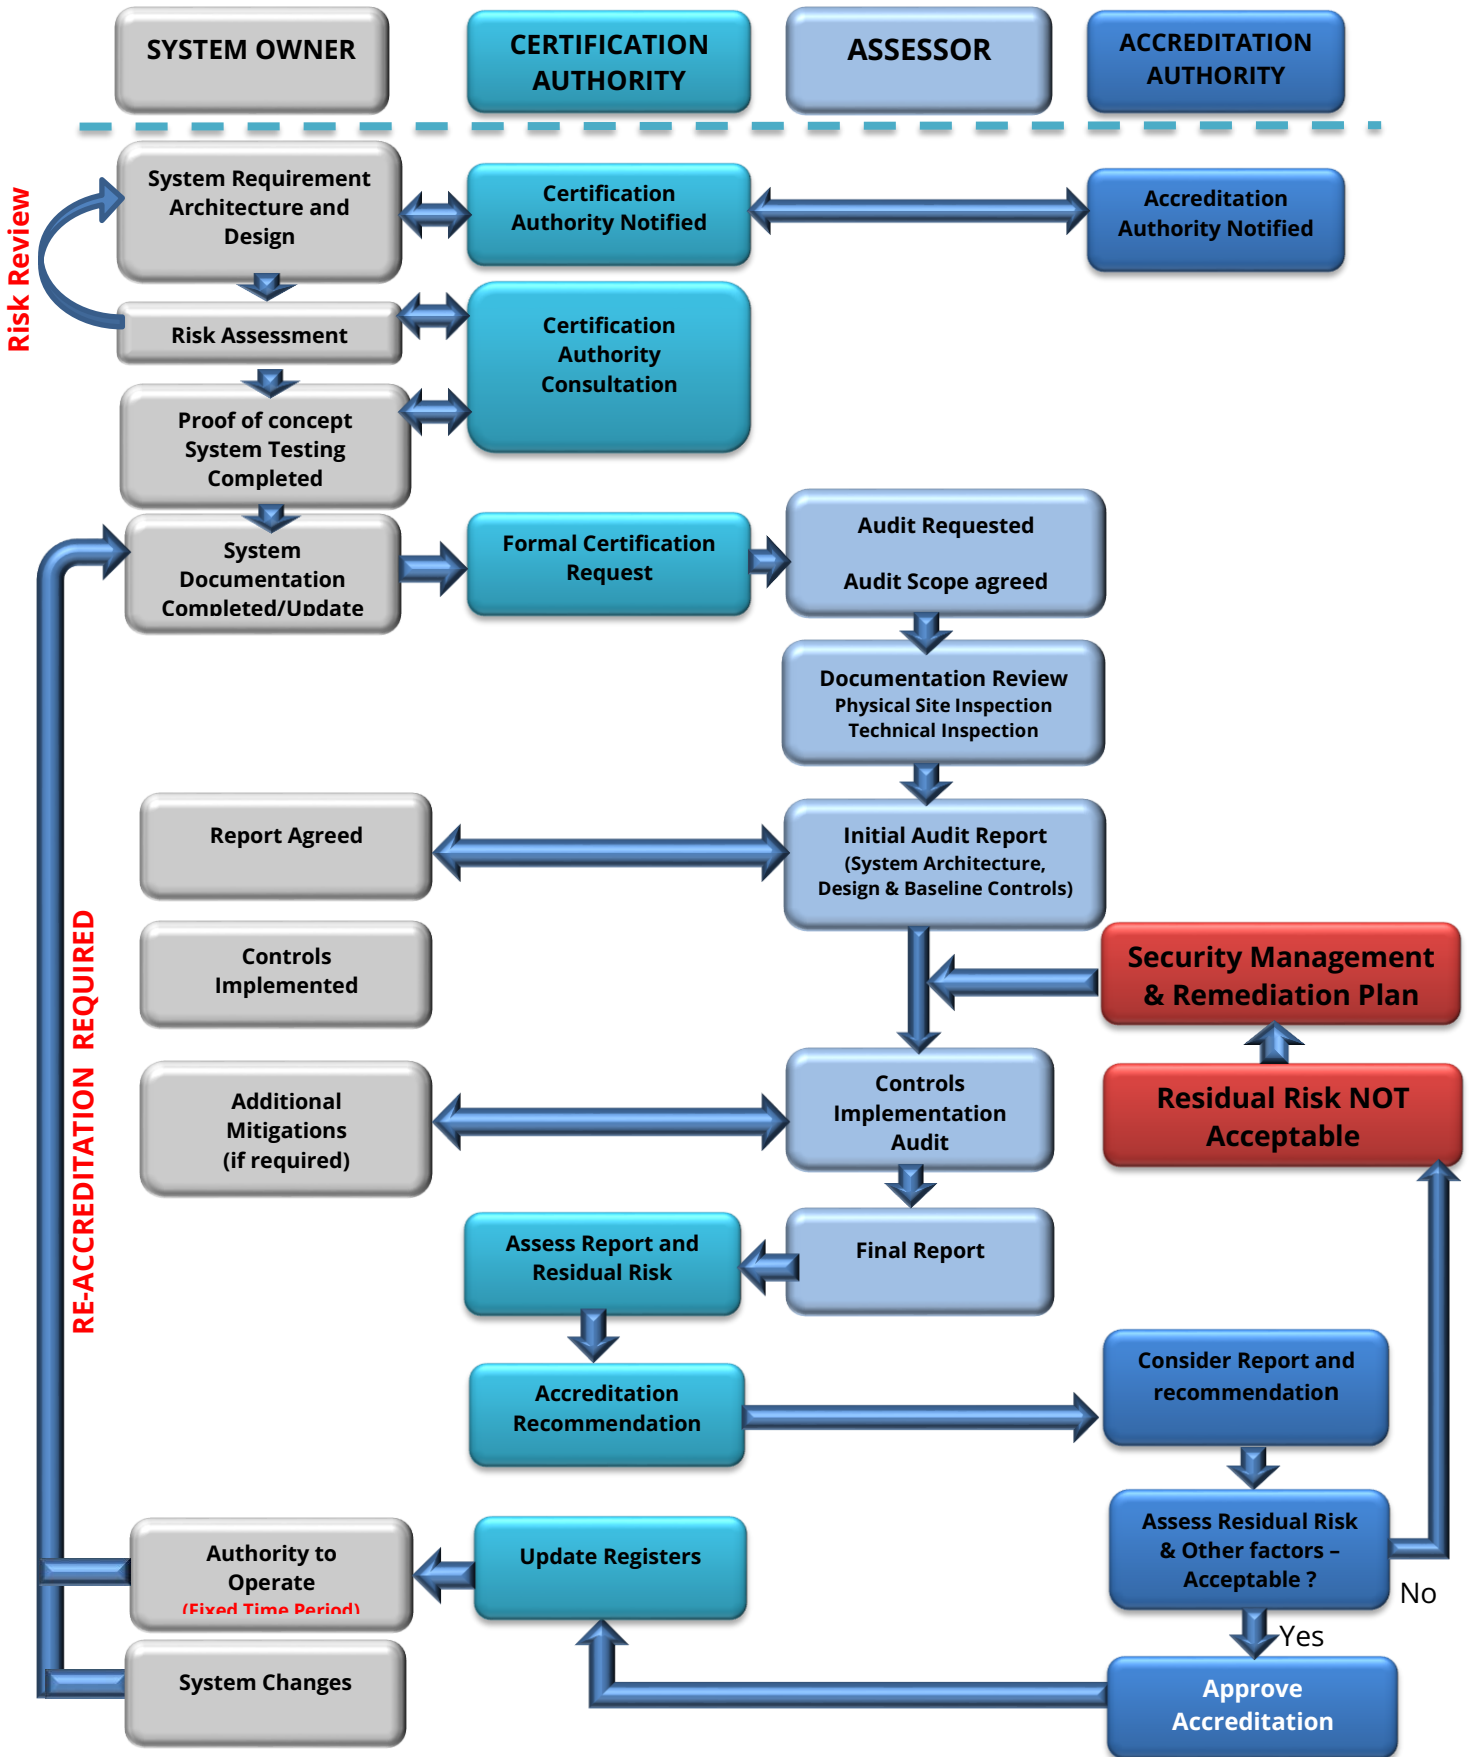 SYSTEM OWNER
CERTIFICATION
AUTHORITY
ASSESSOR
ACCREDITATION
AUTHORITY
System Requirement
Architecture and
Design
Certification
Authority Notified
Accreditation
Authority Notified
Risk Review
Risk Assessment
Certification
Authority
Consultation
Proof of concept
System Testing
Completed
System
Documentation
Completed/Update
Formal Certification
Request
Audit Requested
Audit Scope agreed
Documentation Review
Physical Site Inspection
Technical Inspection
Report Agreed
Initial Audit Report
(System Architecture,
Design & Baseline Controls)
Controls
Implemented
Security Management
& Remediation Plan
RE-ACCREDITATION REQUIRED
Additional
Mitigations
(if required)
Controls
Implementation
Audit
Residual Risk NOT
Acceptable
Assess Report and
Residual Risk
Final Report
Accreditation
Recommendation
Consider Report and
recommendation
Assess Residual Risk
& Other factors –
Acceptable ?
No
Yes
Authority to
Operate
(Fixed Time Period)
Update Registers
System Changes
Approve
Accreditation